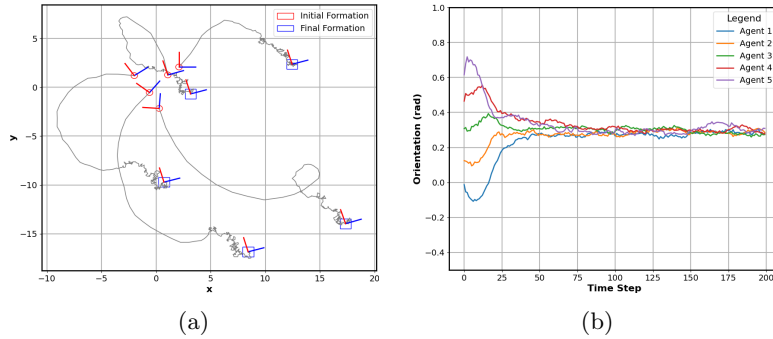 Initial Formation
Final Formation
5
0
−5
−10
−15
y
−10
−5
0
5
10
15
20
x
(a)
1.0
0.8
0.6
0.4
0.2
0.0
−0.2
−0.4
Orientation (rad)
Legend
Agent 1
Agent 2
Agent 3
Agent 4
Agent 5
0
25
50
75
100
125
150
175
200
Time Step
(b)